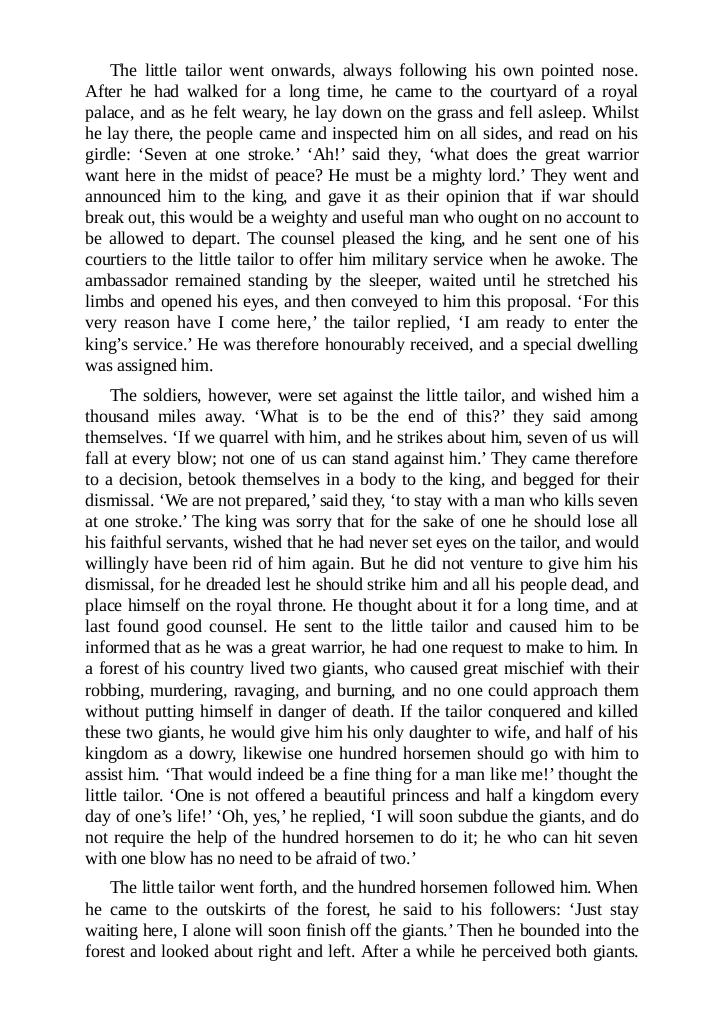 The little tailor went onwards, always following his own pointed nose.
After he had walked for a long time, he came to the courtyard of a royal
palace, and as he felt weary, he lay down on the grass and fell asleep. Whilst
he lay there, the people came and inspected him on all sides, and read on his
girdle: ‘Seven at one stroke.’ ‘Ah!’ said they, ‘what does the great warrior
want here in the midst of peace? He must be a mighty lord.’ They went and
announced him to the king, and gave it as their opinion that if war should
break out, this would be a weighty and useful man who ought on no account to
be allowed to depart. The counsel pleased the king, and he sent one of his
courtiers to the little tailor to offer him military service when he awoke. The
ambassador remained standing by the sleeper, waited until he stretched his
limbs and opened his eyes, and then conveyed to him this proposal. ‘For this
very reason have I come here,’ the tailor replied, ‘I am ready to enter the
king’s service.’ He was therefore honourably received, and a special dwelling
was assigned him.
The soldiers, however, were set against the little tailor, and wished him a
thousand miles away. ‘What is to be the end of this?’ they said among
themselves. ‘If we quarrel with him, and he strikes about him, seven of us will
fall at every blow; not one of us can stand against him.’ They came therefore
to a decision, betook themselves in a body to the king, and begged for their
dismissal. ‘We are not prepared,’ said they, ‘to stay with a man who kills seven
at one stroke.’ The king was sorry that for the sake of one he should lose all
his faithful servants, wished that he had never set eyes on the tailor, and would
willingly have been rid of him again. But he did not venture to give him his
dismissal, for he dreaded lest he should strike him and all his people dead, and
place himself on the royal throne. He thought about it for a long time, and at
last found good counsel. He sent to the little tailor and caused him to be
informed that as he was a great warrior, he had one request to make to him. In
a forest of his country lived two giants, who caused great mischief with their
robbing, murdering, ravaging, and burning, and no one could approach them
without putting himself in danger of death. If the tailor conquered and killed
these two giants, he would give him his only daughter to wife, and half of his
kingdom as a dowry, likewise one hundred horsemen should go with him to
assist him. ‘That would indeed be a fine thing for a man like me!’ thought the
little tailor. ‘One is not offered a beautiful princess and half a kingdom every
day of one’s life!’ ‘Oh, yes,’ he replied, ‘I will soon subdue the giants, and do
not require the help of the hundred horsemen to do it; he who can hit seven
with one blow has no need to be afraid of two.’
The little tailor went forth, and the hundred horsemen followed him. When
he came to the outskirts of the forest, he said to his followers: ‘Just stay
waiting here, I alone will soon finish off the giants.’ Then he bounded into the
forest and looked about right and left. After a while he perceived both giants.